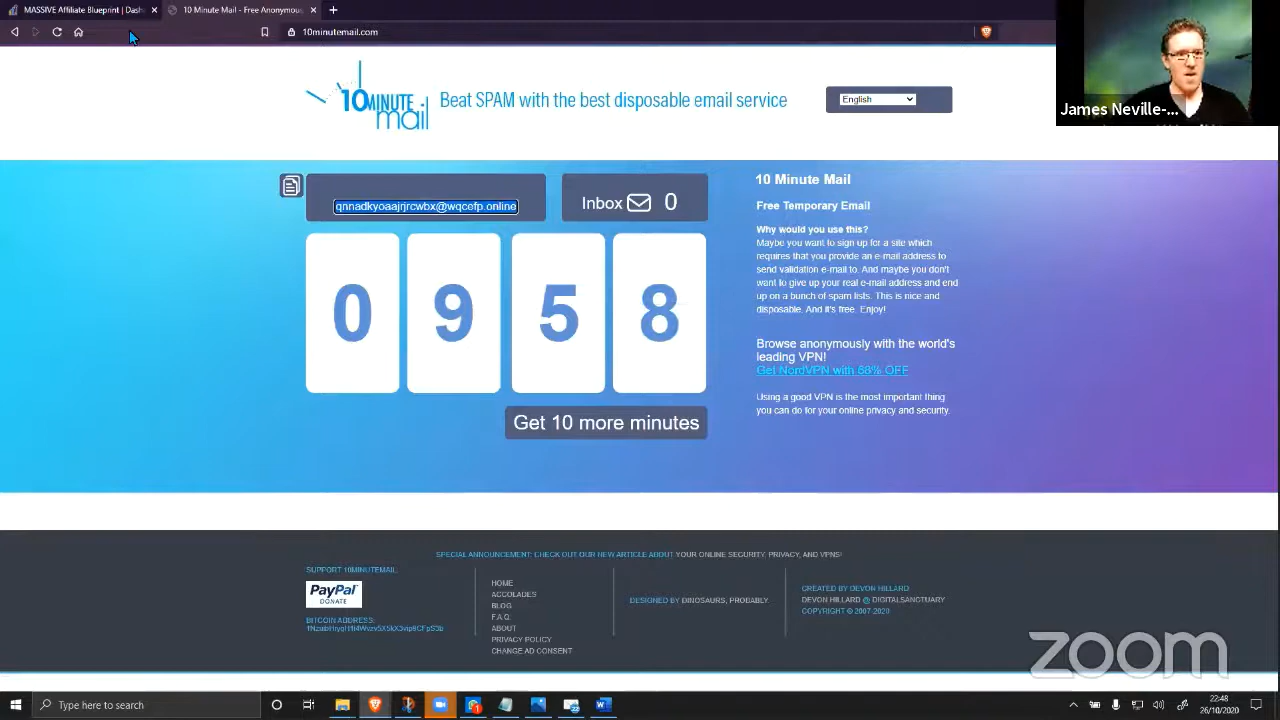 MASSIVE Affiliate Blueprint | Dash
10 Minute Mail - Free Anonymous
10minutemail.com
James Neville-...
10MINUTE mail
Beat SPAM with the best disposable email service
English
qnnadkyoaajrjrcwbx@wqcefp.online
Inbox 0
0 9 5 8
Get 10 more minutes
10 Minute Mail
Free Temporary Email
Why would you use this?
Maybe you want to sign up for a site which
requires that you provide an e-mail address to
send validation e-mail to. And maybe you don't
want to give up your real e-mail address and end
up on a bunch of spam lists. This is nice and
disposable. And it's free. Enjoy!
Browse anonymously with the world's
leading VPN!
Get NordVPN with 68% OFF
Using a good VPN is the most important thing
you can do for your online privacy and security.
SPECIAL ANNOUNCEMENT: CHECK OUT OUR NEW ARTICLE ABOUT YOUR ONLINE SECURITY, PRIVACY, AND VPNS!
SUPPORT 10MINUTEMAIL:
PayPal
DONATE
BITCOIN ADDRESS:
HOME
ACCOLADES
BLOG
F.A.Q.
ABOUT
PRIVACY POLICY
CHANGE AD CONSENT
DESIGNED BY DINOSAURS, PROBABLY.
CREATED BY DEVON HILLARD
DEVON HILLARD @ DIGITALSANCTUARY
COPYRIGHT © 2007-2020
zoom
Type here to search
22:48
26/10/2020